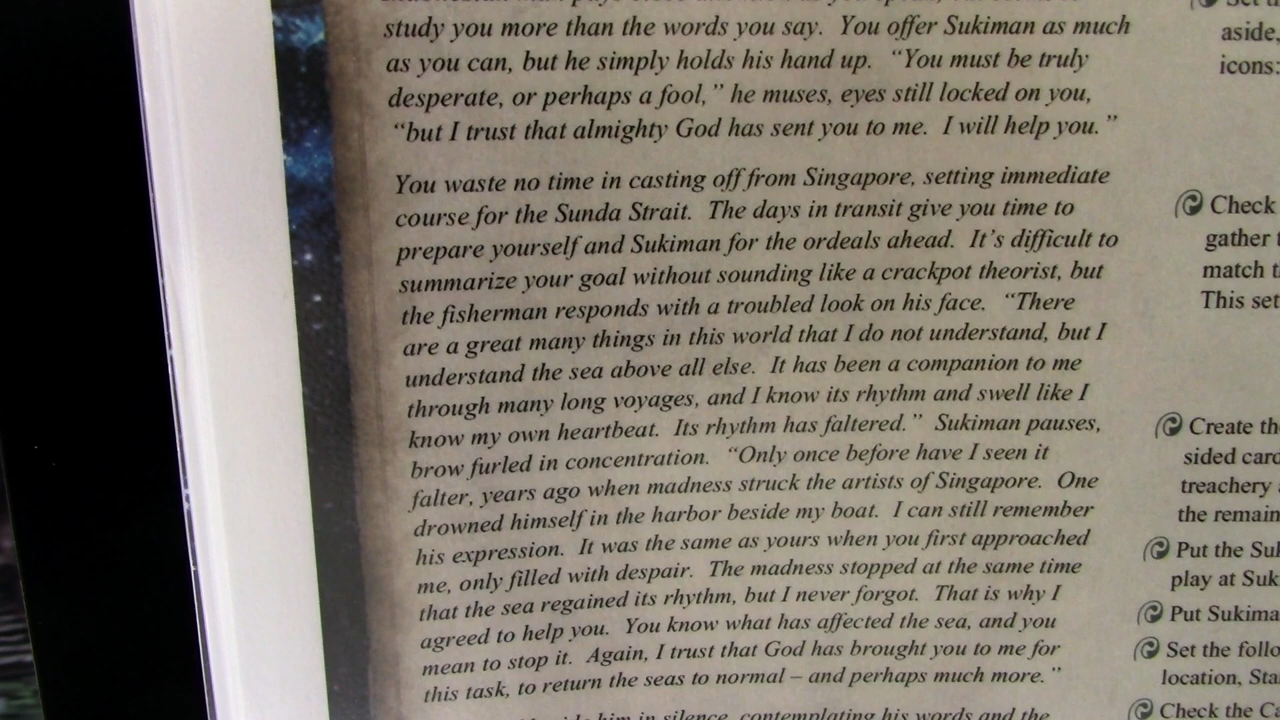 study you more than the words you say. You offer Sukiman as much
as you can, but he simply holds his hand up. “You must be truly
desperate, or perhaps a fool,” he muses, eyes still locked on you,
“but I trust that almighty God has sent you to me. I will help you.”
You waste no time in casting off from Singapore, setting immediate
course for the Sunda Strait. The days in transit give you time to
prepare yourself and Sukiman for the ordeals ahead. It’s difficult to
summarize your goal without sounding like a crackpot theorist, but
the fisherman responds with a troubled look on his face. “There
are a great many things in this world that I do not understand, but I
understand the sea above all else. It has been a companion to me
through many long voyages, and I know its rhythm and swell like I
know my own heartbeat. Its rhythm has faltered.” Sukiman pauses,
brow furled in concentration. “Only once before have I seen it
falter, years ago when madness struck the artists of Singapore. One
drowned himself in the harbor beside my boat. I can still remember
his expression. It was the same as yours when you first approached
me, only filled with despair. The madness stopped at the same time
that the sea regained its rhythm, but I never forgot. That is why I
agreed to help you. You know what has affected the sea, and you
mean to stop it. Again, I trust that God has brought you to me for
this task, to return the seas to normal – and perhaps much more.”
him in silence, contemplating his words and the
Set
aside,
icons:
Check
gather
match
This set
Create
sided
treachery
the remain
Put the
play at
Put
Set the
location,
Check the